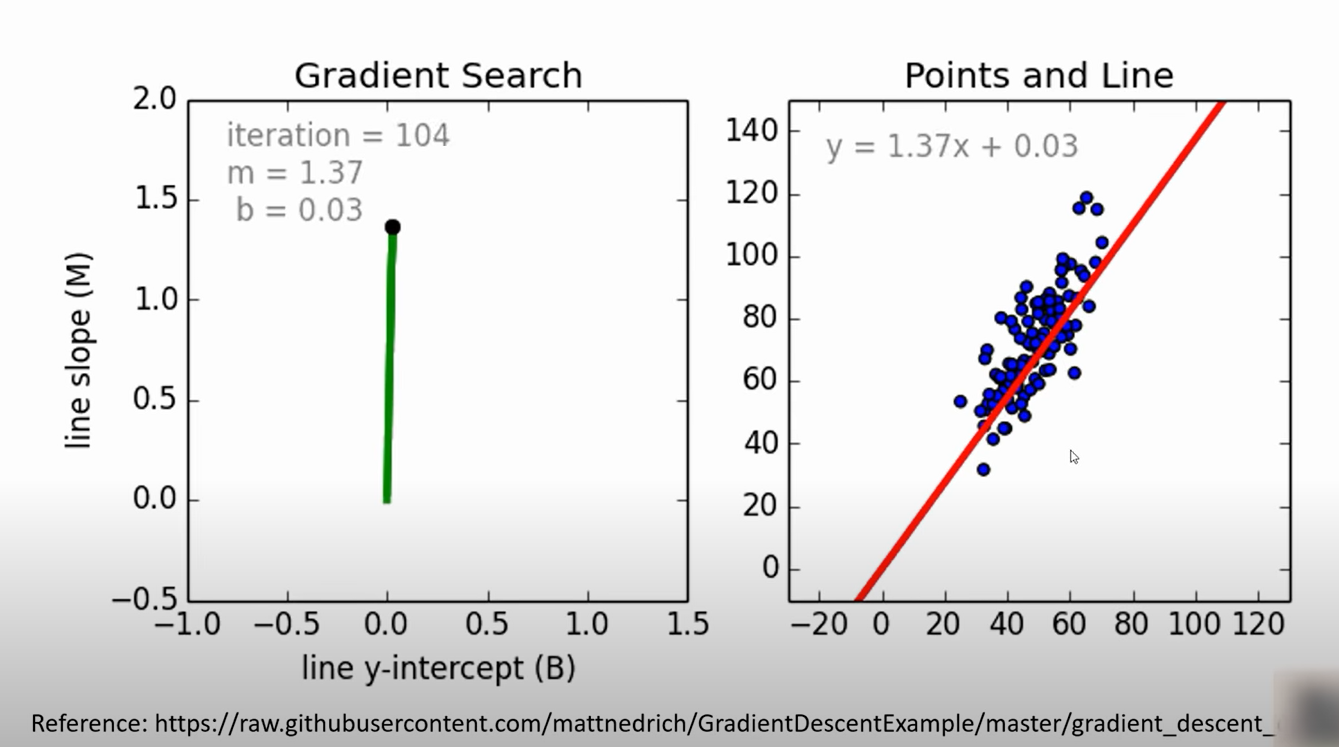 Gradient Search
2.0
1.5
1.0
0.5
0.0
−0.5
iteration = 104
m = 1.37
b = 0.03
line slope (M)
−1.0 −0.5 0.0 0.5 1.0 1.5
line y-intercept (B)
Points and Line
140
120
100
80
60
40
20
0
y = 1.37x + 0.03
−20 0 20 40 60 80 100 120
Reference: https://raw.githubusercontent.com/mattnedrich/GradientDescentExample/master/gradient_descent_